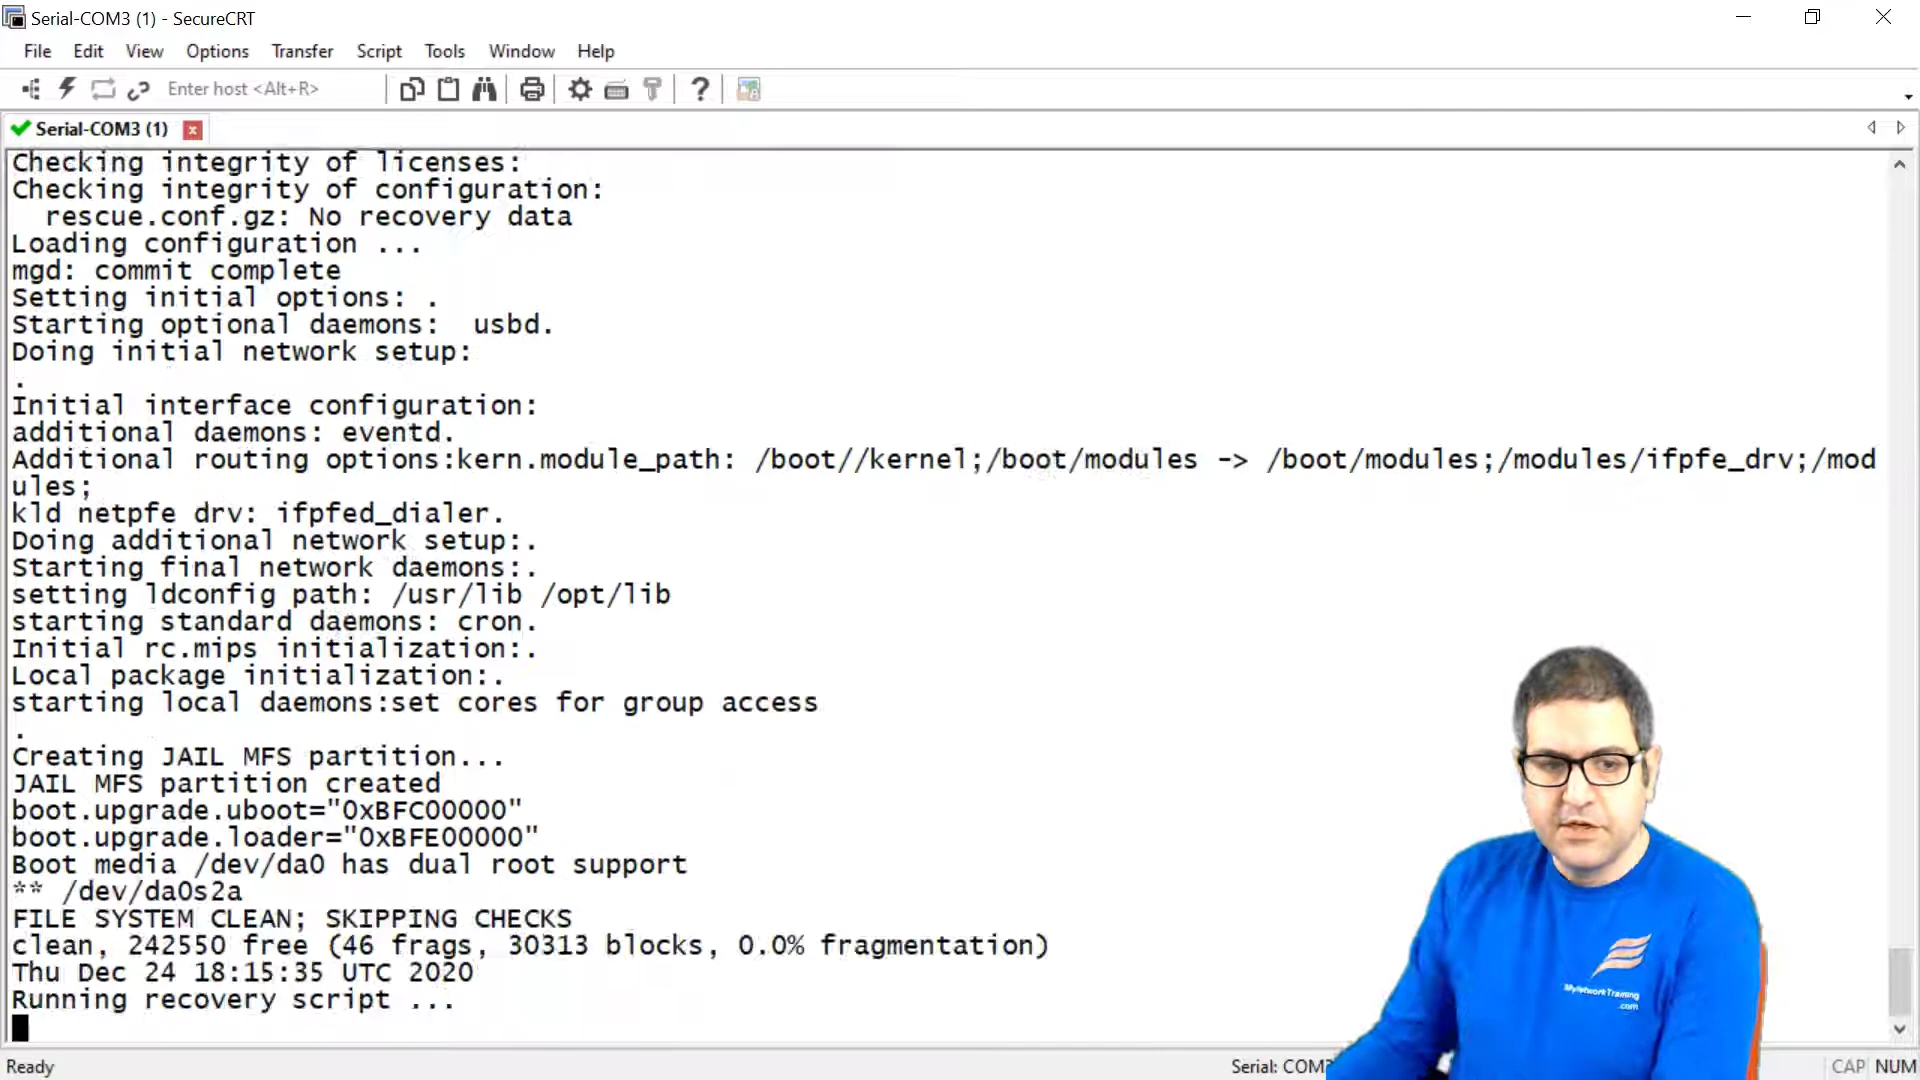 Serial-COM3 (1) - SecureCRT
File Edit View Options Transfer Script Tools Window Help
Enter host <Alt+R>
Serial-COM3 (1)
Checking integrity of licenses:
Checking integrity of configuration:
rescue.conf.gz: No recovery data
Loading configuration ...
mgd: commit complete
Setting initial options: .
Starting optional daemons:  usbd.
Doing initial network setup:
.
Initial interface configuration:
additional daemons: eventd.
Additional routing options:kern.module_path: /boot//kernel;/boot/modules -> /boot/modules;/modules/ifpfe_drv;/mod
ules;
kld netpfe drv: ifpfed_dialer.
Doing additional network setup:.
Starting final network daemons:.
setting ldconfig path: /usr/lib /opt/lib
starting standard daemons: cron.
Initial rc.mips initialization:.
Local package initialization:.
starting local daemons:set cores for group access
.
Creating JAIL MFS partition...
JAIL MFS partition created
boot.upgrade.uboot="0xBFC00000"
boot.upgrade.loader="0xBFE00000"
Boot media /dev/da0 has dual root support
** /dev/da0s2a
FILE SYSTEM CLEAN; SKIPPING CHECKS
clean, 242550 free (46 frags, 30313 blocks, 0.0% fragmentation)
Thu Dec 24 18:15:35 UTC 2020
Running recovery script ...
MyNetworkTraining
.com
Ready
Serial: COM3
CAP NUM